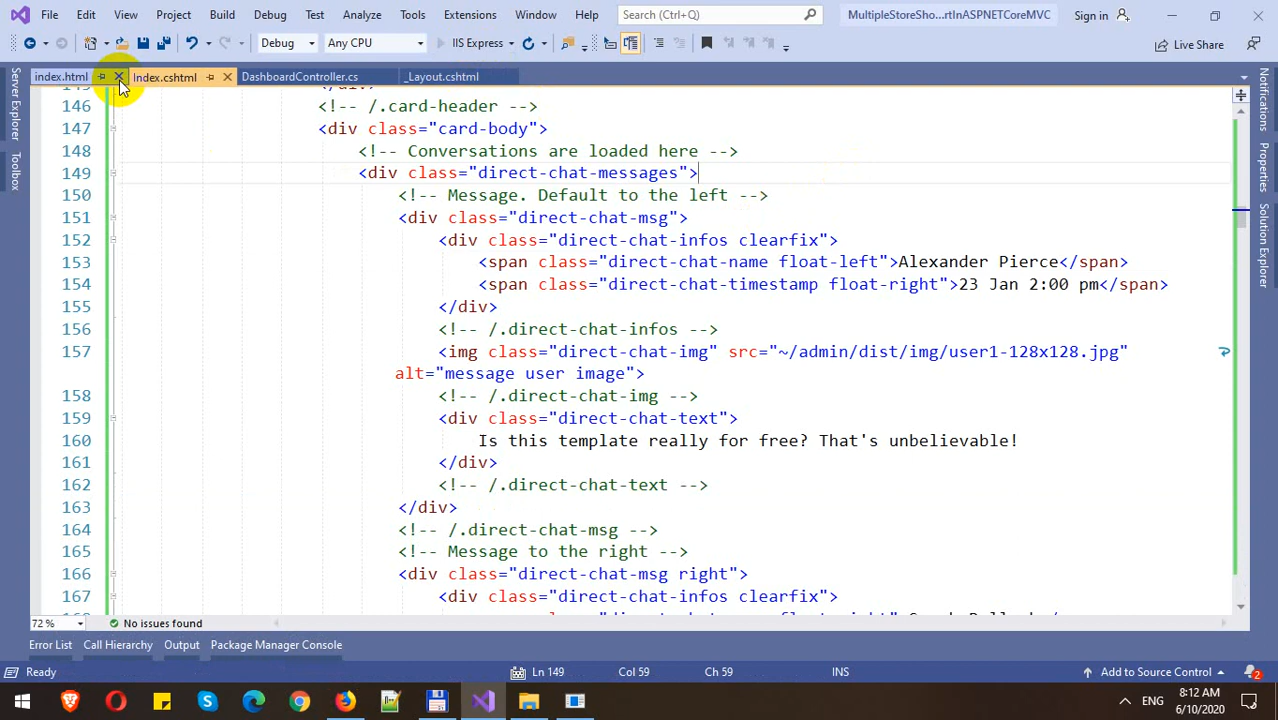 File Edit View Project Build Debug Test Analyze Tools Extensions Window Help Search (Ctrl+Q) MultipleStoreSho...rtInASPNETCoreMVC Sign in
Debug Any CPU IIS Express Live Share
index.html Index.cshtml DashboardController.cs _Layout.cshtml
Server Explorer
Toolbox
Notifications
Properties
Solution Explorer
146 <!-- /.card-header -->
147 <div class="card-body">
148 <!-- Conversations are loaded here -->
149 <div class="direct-chat-messages">
150 <!-- Message. Default to the left -->
151 <div class="direct-chat-msg">
152 <div class="direct-chat-infos clearfix">
153 <span class="direct-chat-name float-left">Alexander Pierce</span>
154 <span class="direct-chat-timestamp float-right">23 Jan 2:00 pm</span>
155 </div>
156 <!-- /.direct-chat-infos -->
157 <img class="direct-chat-img" src="~/admin/dist/img/user1-128x128.jpg"
alt="message user image">
158 <!-- /.direct-chat-img -->
159 <div class="direct-chat-text">
160 Is this template really for free? That's unbelievable!
161 </div>
162 <!-- /.direct-chat-text -->
163 </div>
164 <!-- /.direct-chat-msg -->
165 <!-- Message to the right -->
166 <div class="direct-chat-msg right">
167 <div class="direct-chat-infos clearfix">
72 % No issues found
Error List Call Hierarchy Output Package Manager Console
Ready Ln 149 Col 59 Ch 59 INS Add to Source Control 2
ENG 8:12 AM
6/10/2020